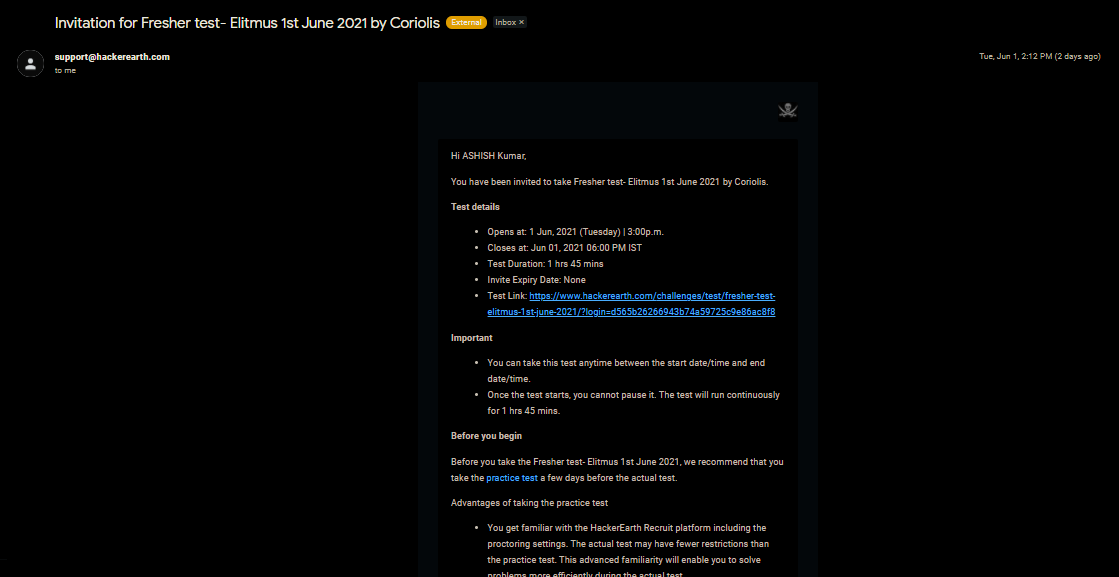 Invitation for Fresher test- Elitmus 1st June 2021 by Coriolis External Inbox ×
support@hackerearth.com Tue, Jun 1, 2:12 PM (2 days ago)
to me
Hi ASHISH Kumar,
You have been invited to take Fresher test- Elitmus 1st June 2021 by Coriolis.
Test details
• Opens at: 1 Jun, 2021 (Tuesday) | 3:00p.m.
• Closes at: Jun 01, 2021 06:00 PM IST
• Test Duration: 1 hrs 45 mins
• Invite Expiry Date: None
• Test Link: https://www.hackerearth.com/challenges/test/fresher-test-
elitmus-1st-june-2021/?login=d565b26266943b74a59725c9e86ac8f8
Important
• You can take this test anytime between the start date/time and end
date/time.
• Once the test starts, you cannot pause it. The test will run continuously
for 1 hrs 45 mins.
Before you begin
Before you take the Fresher test- Elitmus 1st June 2021, we recommend that you
take the practice test a few days before the actual test.
Advantages of taking the practice test
• You get familiar with the HackerEarth Recruit platform including the
proctoring settings. The actual test may have fewer restrictions than
the practice test. This advanced familiarity will enable you to solve
problems more efficiently during the actual test.